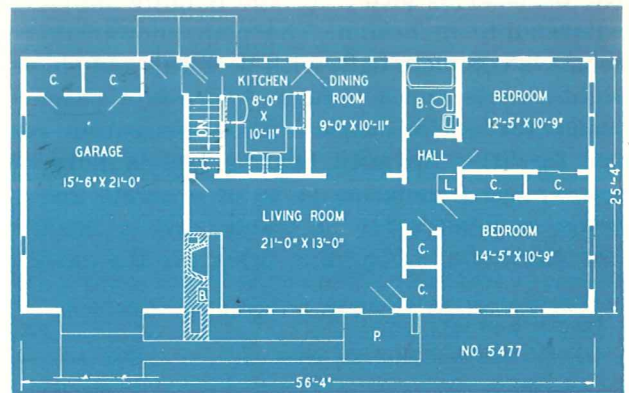 C.
C.
KITCHEN
8'-0"
X
10'-11"
DINING
ROOM
9'-0" X 10'-11"
B.
BEDROOM
12'-5" X 10'-9"
DN
GARAGE
15'-6" X 21'-0"
C.
HALL
L.
C.
C.
25'-4"
LIVING ROOM
21'-0" X 13'-0"
BEDROOM
14'-5" X 10'-9"
C.
C.
B.
P.
NO. 5477
56'-4"